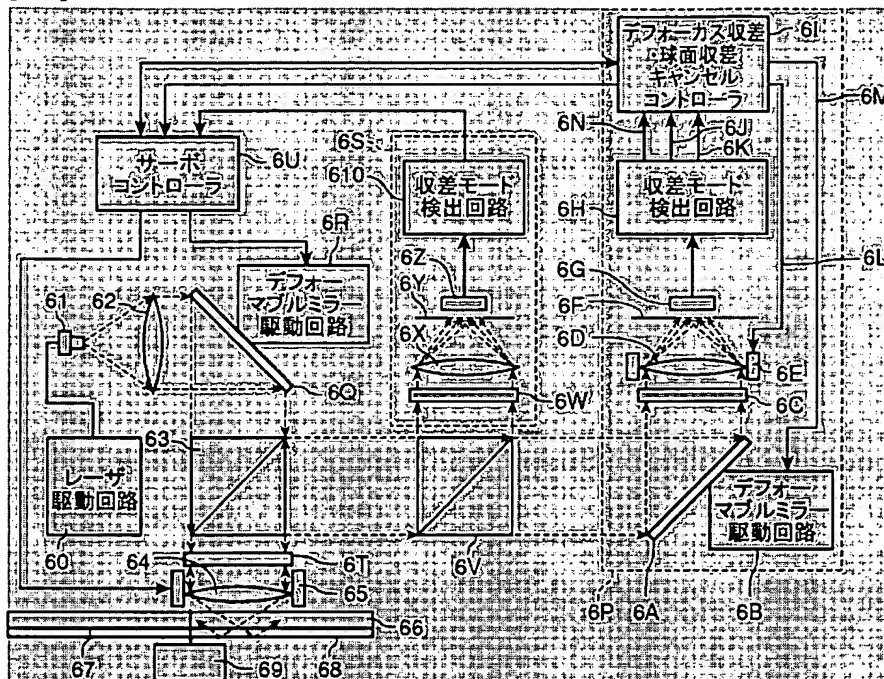 デフォーカス収差
・球面収差
キャンセル
コントローラ
6I
6M
6N
6J
6K
6S
サーボ
コントローラ
6U
610
収差モード
検出回路
6H
収差モード
検出回路
6R
6L
デフォー
マブルミラー
駆動回路
6Z
6Y
6X
6G
6F
6D
6E
61
62
6Q
6W
6C
63
レーザ
駆動回路
デフォー
マブルミラー
駆動回路
60
64
6T
6V
65
6P
6A
6B
66
67
68
69